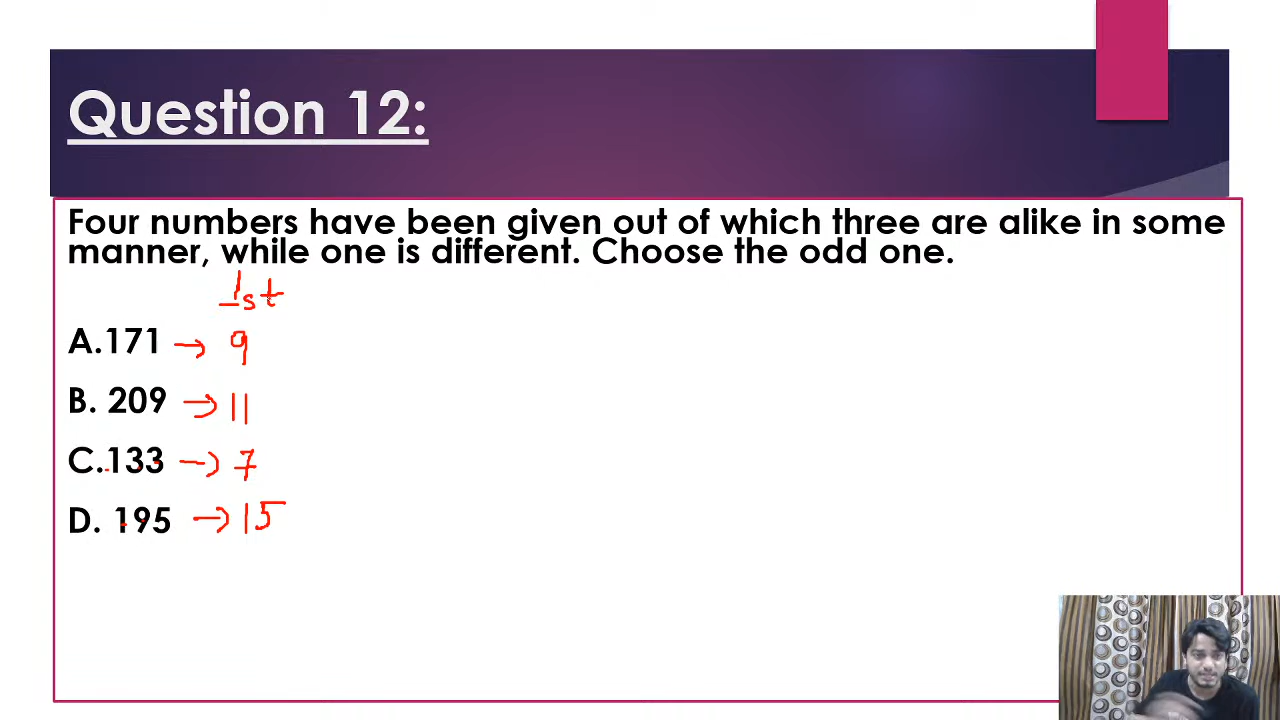 Question 12:
Four numbers have been given out of which three are alike in some
manner, while one is different. Choose the odd one.
1st
A.171 → 9
B. 209 → 11
C.133 → 7
D. 195 → 15